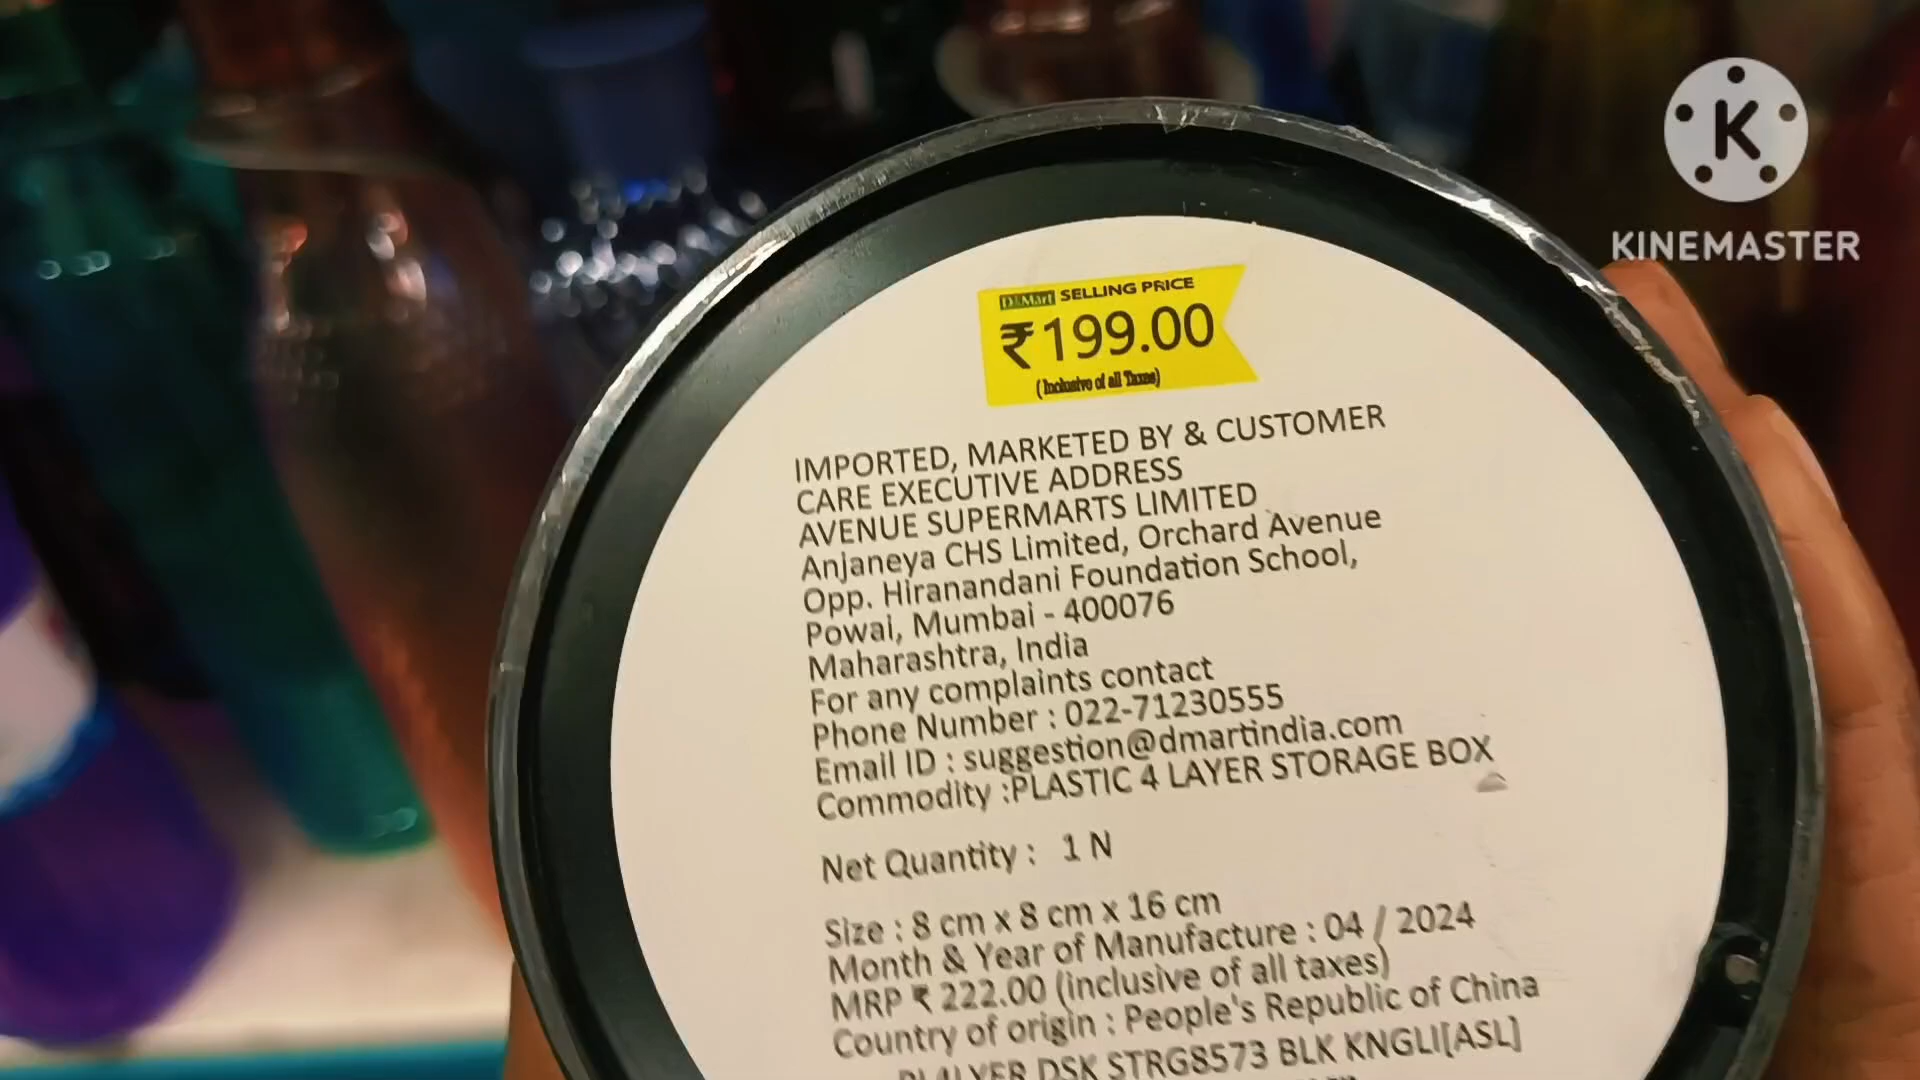 KINEMASTER
DMart SELLING PRICE
₹199.00
(Inclusive of all Taxes)
IMPORTED, MARKETED BY & CUSTOMER
CARE EXECUTIVE ADDRESS
AVENUE SUPERMARTS LIMITED
Anjaneya CHS Limited, Orchard Avenue
Opp. Hiranandani Foundation School,
Powai, Mumbai - 400076
Maharashtra, India
For any complaints contact
Phone Number : 022-71230555
Email ID : suggestion@dmartindia.com
Commodity :PLASTIC 4 LAYER STORAGE BOX
Net Quantity : 1 N
Size : 8 cm x 8 cm x 16 cm
Month & Year of Manufacture : 04 / 2024
MRP ₹ 222.00 (inclusive of all taxes)
Country of origin : People's Republic of China
DSK STRG8573 BLK KNGLI[ASL]